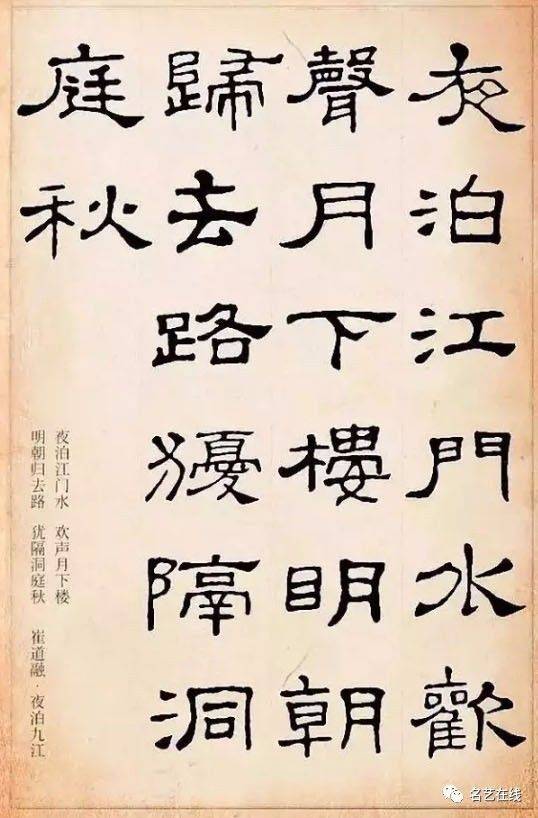 夜泊江門水歡
聲月下樓明朝
歸去路獶隔洞
庭秋
夜泊江门水 欢声月下楼
明朝归去路 犹隔洞庭秋 崔道融·夜泊九江
名艺在线